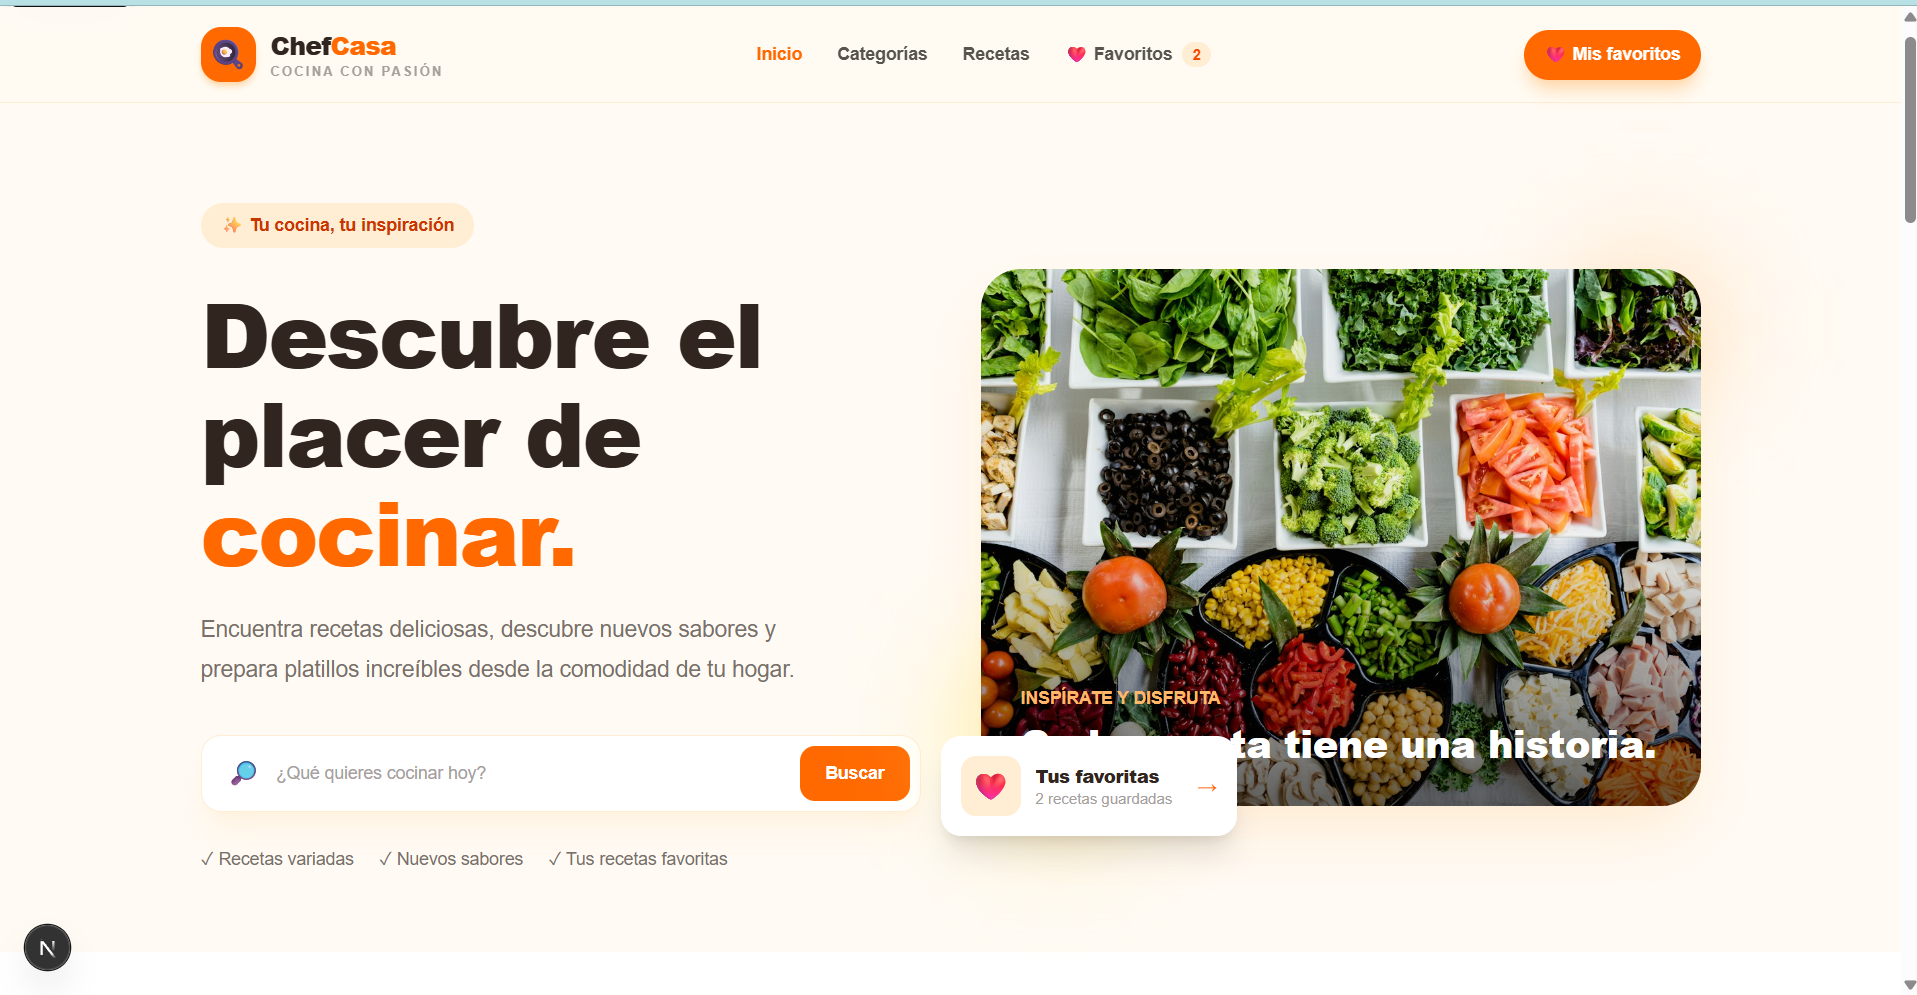 ChefCasa
COCINA CON PASIÓN
Inicio
Categorías
Recetas
Favoritos 2
Mis favoritos
Tu cocina, tu inspiración
Descubre el
placer de
cocinar.
Encuentra recetas deliciosas, descubre nuevos sabores y
prepara platillos increíbles desde la comodidad de tu hogar.
¿Qué quieres cocinar hoy?
Buscar
✓ Recetas variadas
✓ Nuevos sabores
✓ Tus recetas favoritas
INSPÍRATE Y DISFRUTA
tiene una historia.
Tus favoritas
2 recetas guardadas
→
N